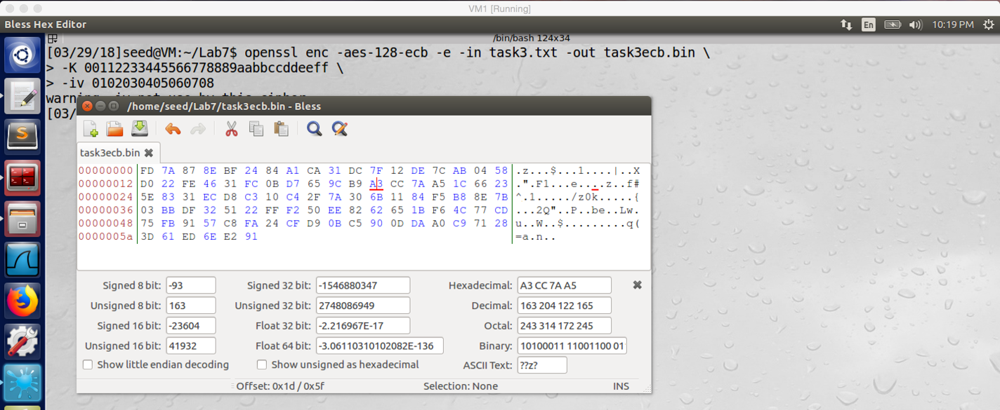 VM1 [Running]
Bless Hex Editor
En
10:19 PM
/bin/bash 124x34
[03/29/18]seed@VM:~/Lab7$ openssl enc -aes-128-ecb -e -in task3.txt -out task3ecb.bin \
> -K 00112233445566778889aabbccddeeff \
> -iv 0102030405060708
warning
[03/
/home/seed/Lab7/task3ecb.bin - Bless
task3ecb.bin
00000000 FD 7A 87 8E BF 24 84 A1 CA 31 DC 7F 12 DE 7C AB 04 58 .z...$...1....|..X
00000012 D0 22 FE 46 31 FC 0B D7 65 9C B9 A3 CC 7A A5 1C 66 23 .".F1...e....z..f#
00000024 5E 83 31 EC D8 C3 10 C4 2F 7A 30 6B 11 84 F5 B8 8E 7B ^.1...../z0k.....{
00000036 03 BB DF 32 51 22 FF F2 50 EE 82 62 65 1B F6 4C 77 CD ...2Q"..P..be..Lw.
00000048 75 FB 91 57 C8 FA 24 CF D9 0B C5 90 0D DA A0 C9 71 28 u..W..$.........q(
0000005a 3D 61 ED 6E E2 91 =a.n..
Signed 8 bit: -93 Signed 32 bit: -1546880347 Hexadecimal: A3 CC 7A A5
Unsigned 8 bit: 163 Unsigned 32 bit: 2748086949 Decimal: 163 204 122 165
Signed 16 bit: -23604 Float 32 bit: -2.216967E-17 Octal: 243 314 172 245
Unsigned 16 bit: 41932 Float 64 bit: -3.06110310102082E-136 Binary: 10100011 11001100 01
Show little endian decoding Show unsigned as hexadecimal ASCII Text: ??z?
Offset: 0x1d / 0x5f Selection: None INS